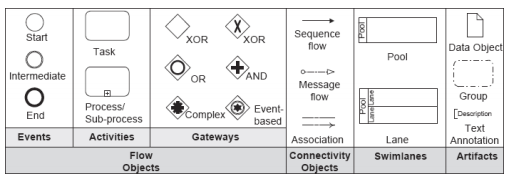 Start
Intermediate
End
Events
Task
Process/
Sub-process
Activities
XOR
XOR
OR
AND
Complex
Event-
based
Gateways
Flow
Objects
Sequence
flow
Message
flow
Association
Connectivity
Objects
Pool
Pool
Pool
Lane
Lane
Lane
Swimlanes
Data Object
Group
Description
Text
Annotation
Artifacts